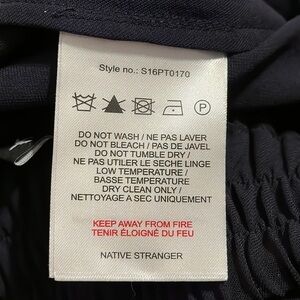 Style no.: S16PT0170
P
DO NOT WASH / NE PAS LAVER
DO NOT BLEACH / PAS DE JAVEL
DO NOT TUMBLE DRY /
NE PAS UTILER LE SECHE LINGE
LOW TEMPERATURE /
BASSE TEMPERATURE
DRY CLEAN ONLY /
NETTOYAGE A SEC UNIQUEMENT
KEEP AWAY FROM FIRE
TENIR ÉLOIGNÉ DU FEU
NATIVE STRANGER